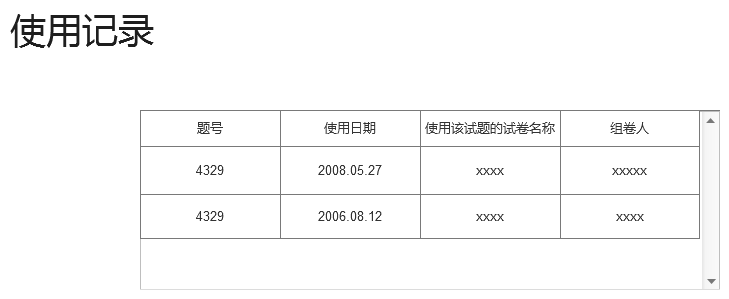 使用记录
题号 使用日期 使用该试题的试卷名称 组卷人
4329 2008.05.27 xxxx xxxxx
4329 2006.08.12 xxxx xxxx